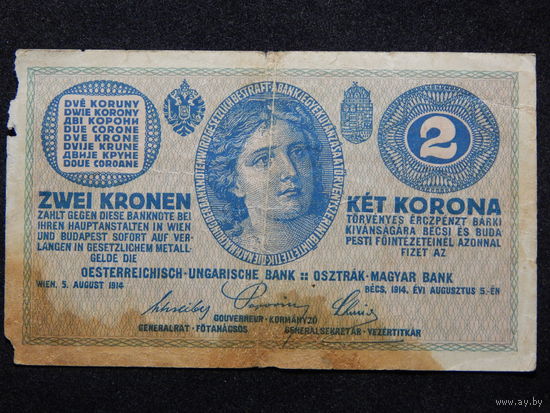 DVĚ KORUNY
DWIE KORONY
ДВІ КОРОНИ
DUE CORONE
DVE KRONE
DVIJE KRUNE
ДВИЈЕ КРУНЕ
DOUE COROANE
2
ZWEI KRONEN
ZAHLT GEGEN DIESE BANKNOTE BEI
IHREN HAUPTANSTALTEN IN WIEN
UND BUDAPEST SOFORT AUF VER-
LANGEN IN GESETZLICHEM METALL-
GELDE DIE
KÉT KORONA
TÖRVÉNYES ÉRCZPÉNZT BÁRKI
KIVÁNSÁGÁRA BÉCSI ÉS BUDA
PESTI FŐINTÉZETEINÉL AZONNAL
FIZET AZ
OESTERREICHISCH-UNGARISCHE BANK :: OSZTRÁK-MAGYAR BANK
WIEN, 5. AUGUST 1914
BÉCS, 1914. ÉVI AUGUSZTUS 5.-ÉN
GOUVERNEUR - KORMÁNYZÓ
GENERALRAT - FŐTANÁCSOS
GENERALSEKRETÄR - VEZÉRTITKÁR
www.ay.by